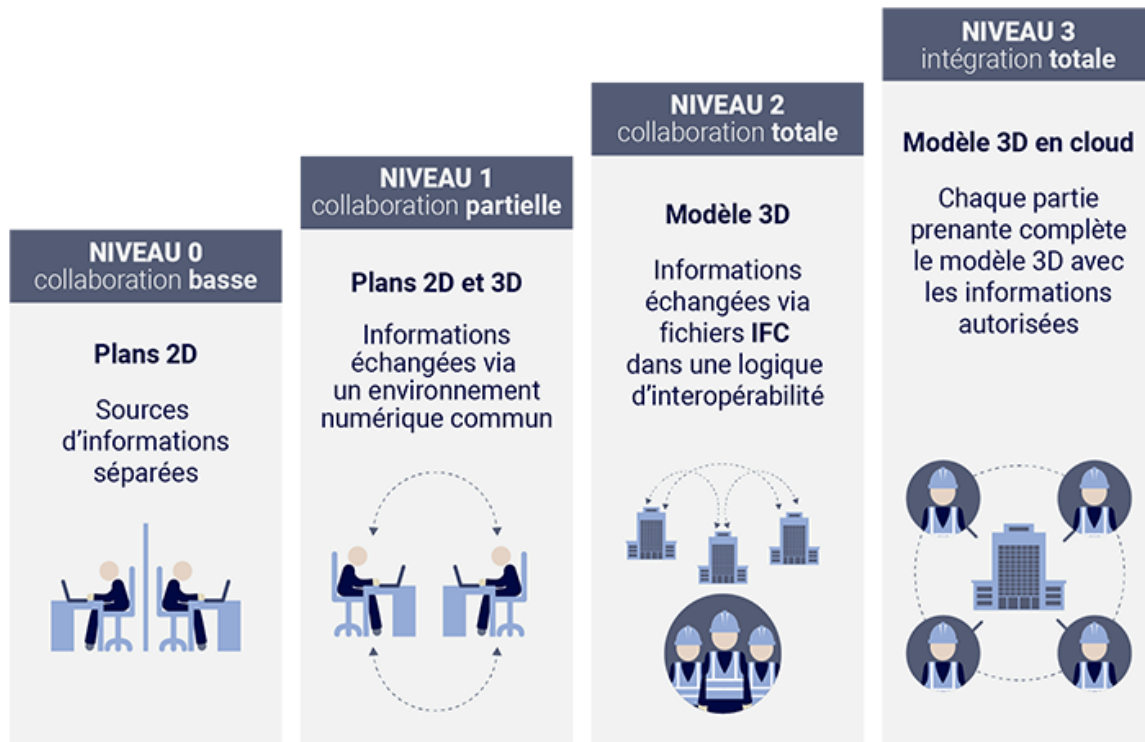 NIVEAU 0
collaboration basse
Plans 2D
Sources
d'informations
séparées
NIVEAU 1
collaboration partielle
Plans 2D et 3D
Informations
échangées via
un environnement
numérique commun
NIVEAU 2
collaboration totale
Modèle 3D
Informations
échangées via
fichiers IFC
dans une logique
d'interopérabilité
NIVEAU 3
intégration totale
Modèle 3D en cloud
Chaque partie
prenante complète
le modèle 3D avec
les informations
autorisées